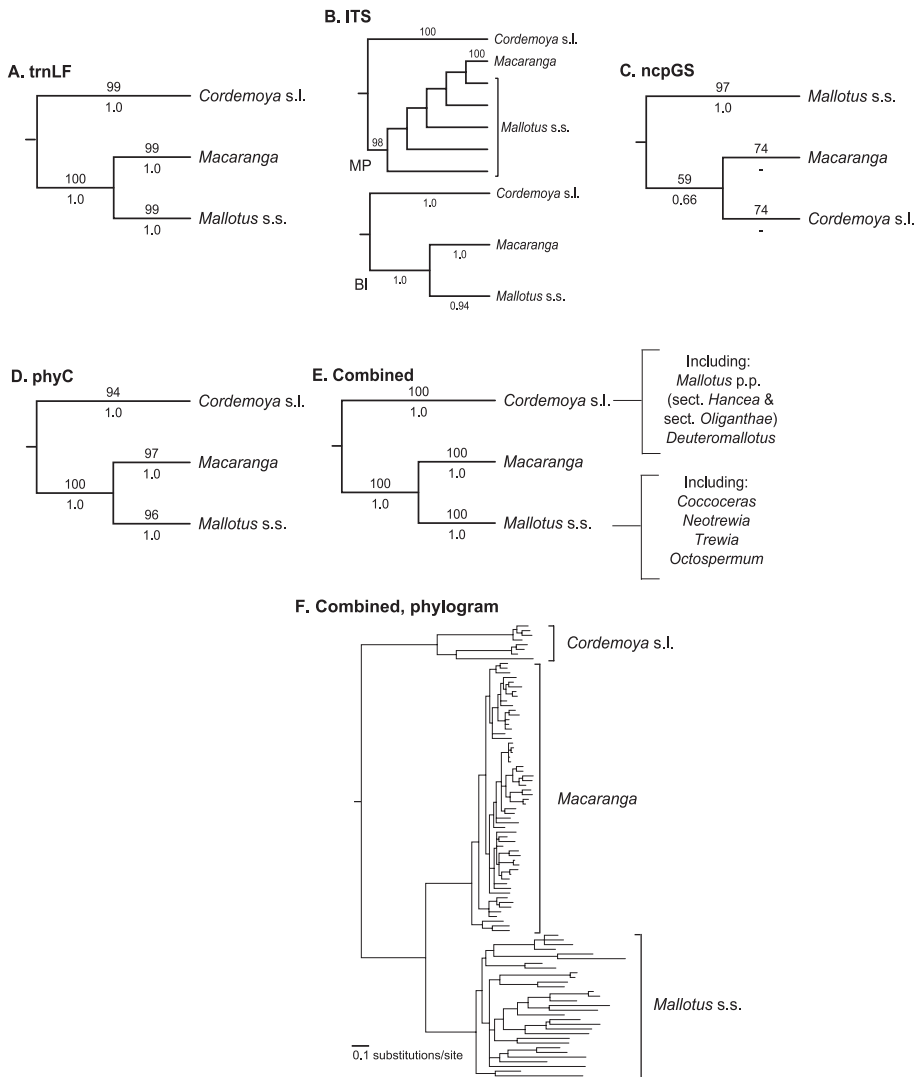 A. trnLF
99
1.0
Cordemoya s.l.
99
1.0
Macaranga
100
1.0
99
1.0
Mallotus s.s.
B. ITS
100
Cordemoya s.l.
100
Macaranga
Mallotus s.s.
98
MP
Cordemoya s.l.
1.0
Macaranga
1.0
1.0
BI
Mallotus s.s.
0.94
C. ncpGS
97
1.0
Mallotus s.s.
74
-
Macaranga
59
0.66
74
-
Cordemoya s.l.
D. phyC
94
1.0
Cordemoya s.l.
97
1.0
Macaranga
100
1.0
96
1.0
Mallotus s.s.
E. Combined
100
1.0
Cordemoya s.l.
100
1.0
Macaranga
100
1.0
100
1.0
Mallotus s.s.
Including:
Mallotus p.p.
(sect. Hancea &
sect. Oliganthae)
Deuteromallotus
Including:
Coccoceras
Neotrewia
Trewia
Octospermum
F. Combined, phylogram
Cordemoya s.l.
Macaranga
Mallotus s.s.
0.1 substitutions/site